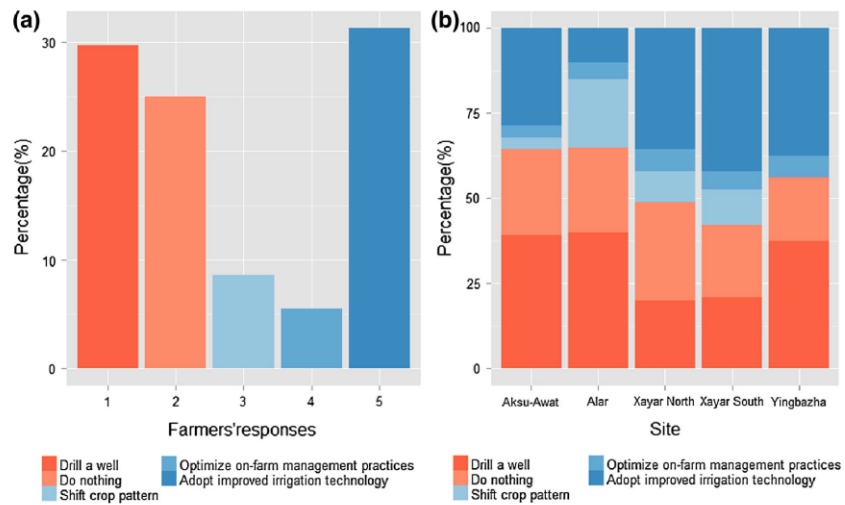 (a)
30
20
10
0
Percentage(%)
1 2 3 4 5
Farmers'responses
Drill a well
Do nothing
Shift crop pattern
Optimize on-farm management practices
Adopt improved irrigation technology
(b)
100
75
50
25
0
Percentage(%)
Aksu-Awat Alar Xayar North Xayar South Yingbazha
Site
Drill a well
Do nothing
Shift crop pattern
Optimize on-farm management practices
Adopt improved irrigation technology